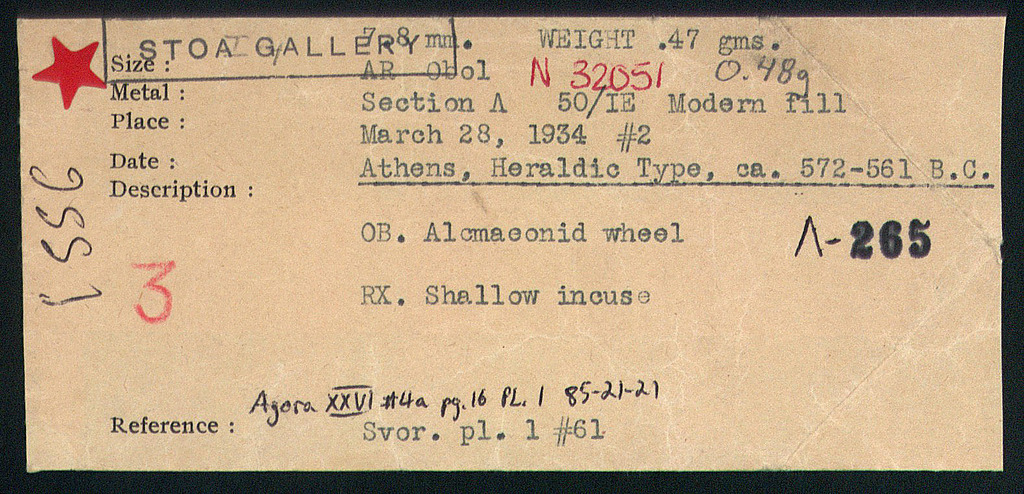 STOA GALLERY
Size : 7-8 mm. WEIGHT .47 gms.
Metal : AR Obol N 32051 0.48g
Place : Section Λ 50/ΙΕ Modern fill
Date : March 28, 1934 #2
Description : Athens, Heraldic Type, ca. 572-561 B.C.
OB. Alcmaeonid wheel Λ-265
3
RX. Shallow incuse
Agora XXVI #4a pg.16 PL. 1 85-21-21
Reference : Svor. pl. 1 #61